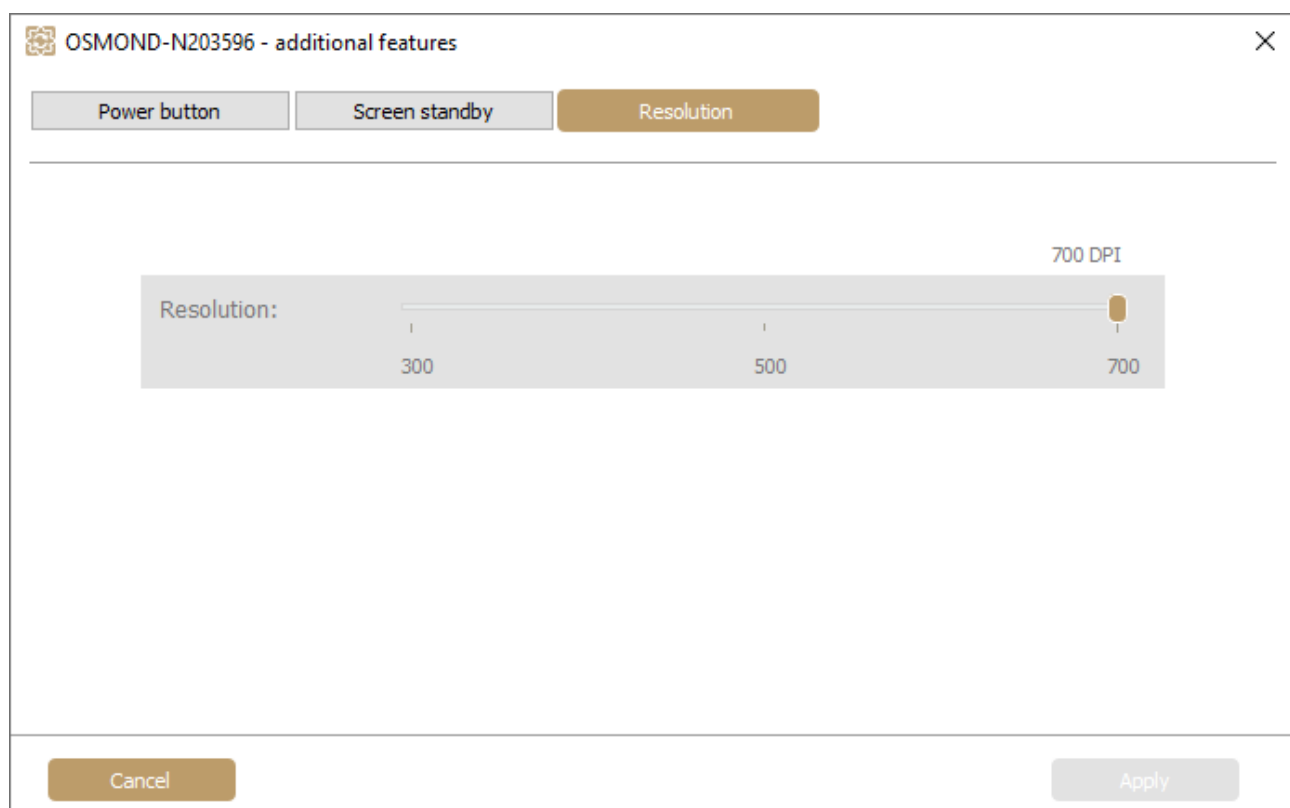 OSMOND-N203596 - additional features
Power button Screen standby Resolution
700 DPI
Resolution:
300 500 700
Cancel Apply